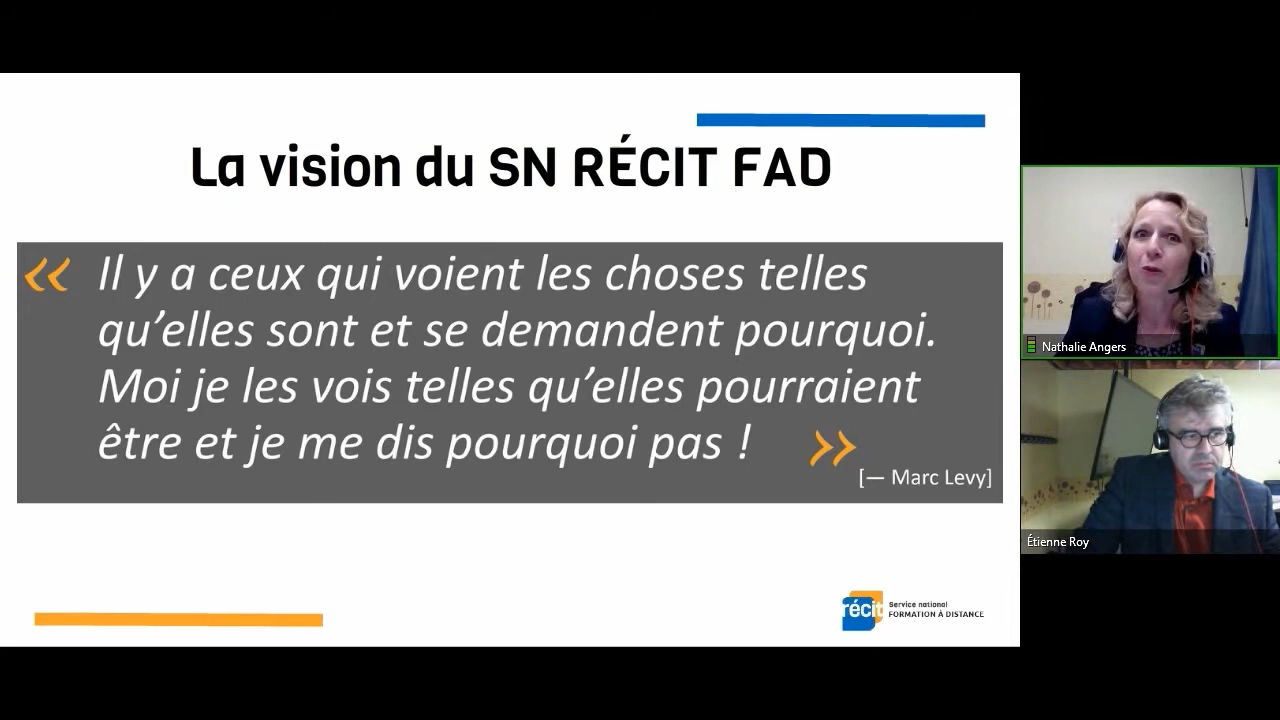 La vision du SN RÉCIT FAD
« Il y a ceux qui voient les choses telles
qu’elles sont et se demandent pourquoi.
Moi je les vois telles qu’elles pourraient
être et je me dis pourquoi pas ! »
[— Marc Levy]
récit
Service national
FORMATION À DISTANCE
Nathalie Angers
Étienne Roy